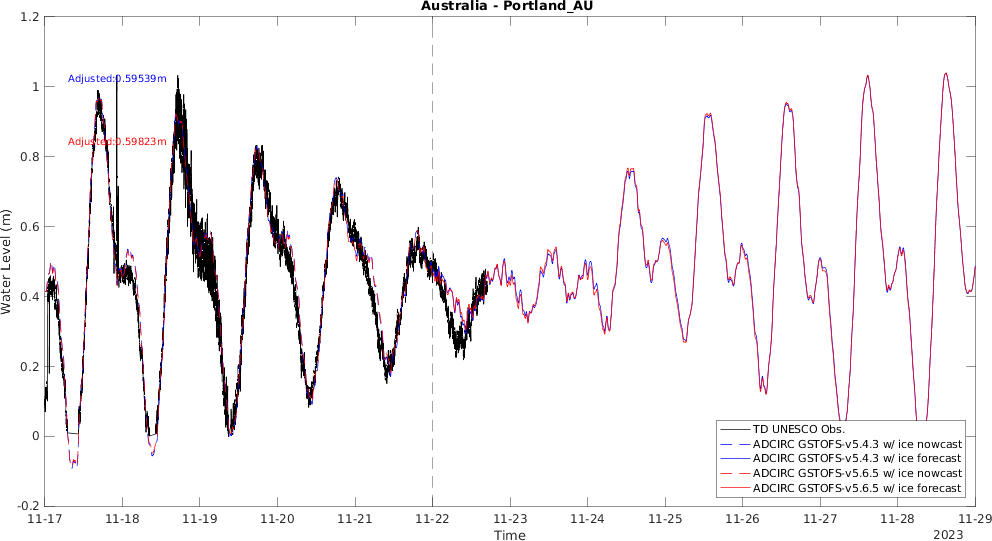 Australia - Portland_AU
1.2
1
0.8
0.6
0.4
0.2
0
-0.2
Water Level (m)
Adjusted:0.59539m
Adjusted:0.59823m
TD UNESCO Obs.
ADCIRC GSTOFS-v5.4.3 w/ ice nowcast
ADCIRC GSTOFS-v5.4.3 w/ ice forecast
ADCIRC GSTOFS-v5.6.5 w/ ice nowcast
ADCIRC GSTOFS-v5.6.5 w/ ice forecast
11-17 11-18 11-19 11-20 11-21 11-22 11-23 11-24 11-25 11-26 11-27 11-28 11-29
Time
2023